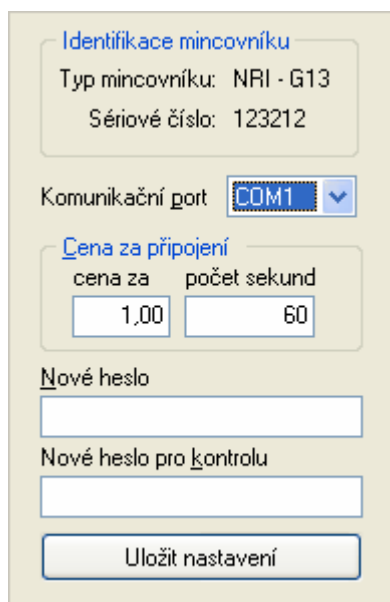 Identifikace mincovníku
Typ mincovníku: NRI - G13
Sériové číslo: 123212
Komunikační port COM1
Cena za připojení
cena za počet sekund
1,00 60
Nové heslo
Nové heslo pro kontrolu
Uložit nastavení